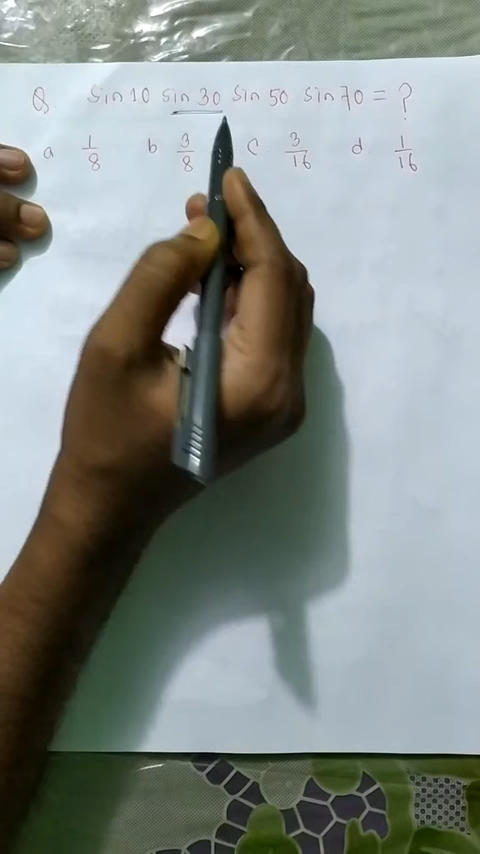 Q. sin 10 sin 30 sin 50 sin 70 = ?
a 1/8 b 3/8 c. 3/16 d 1/16